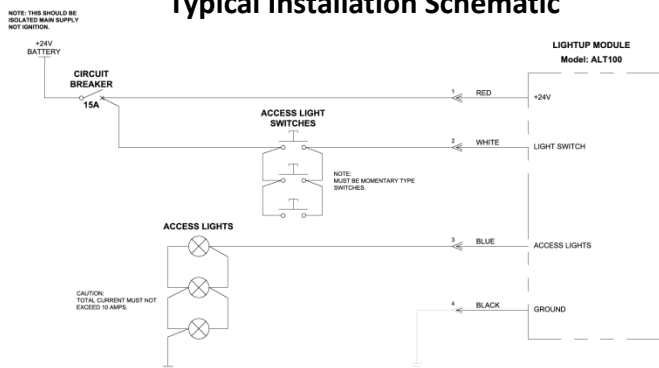 Typical Installation Schematic
NOTE: THIS SHOULD BE
ISOLATED MAIN SUPPLY
NOT IGNITION.
+24V
BATTERY
CIRCUIT
BREAKER
15A
LIGHTUP MODULE
Model: ALT100
1 RED
+24V
ACCESS LIGHT
SWITCHES
2 WHITE
LIGHT SWITCH
NOTE:
MUST BE MOMENTARY TYPE
SWITCHES.
ACCESS LIGHTS
3 BLUE
ACCESS LIGHTS
CAUTION:
TOTAL CURRENT MUST NOT
EXCEED 10 AMPS.
4 BLACK
GROUND